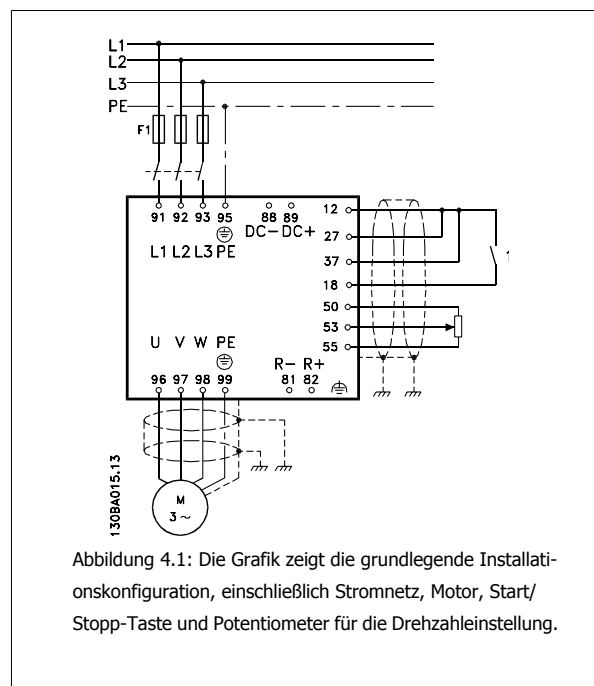 L1
L2
L3
PE
F1
91 92 93 95 88 89 12
DC- DC+
L1 L2 L3 PE
27
37
18
50
53
55
U V W PE
R- R+
96 97 98 99 81 82
M
3 ~
130BA015.13
Abbildung 4.1: Die Grafik zeigt die grundlegende Installati-
onskonfiguration, einschließlich Stromnetz, Motor, Start/
Stopp-Taste und Potentiometer für die Drehzahleinstellung.